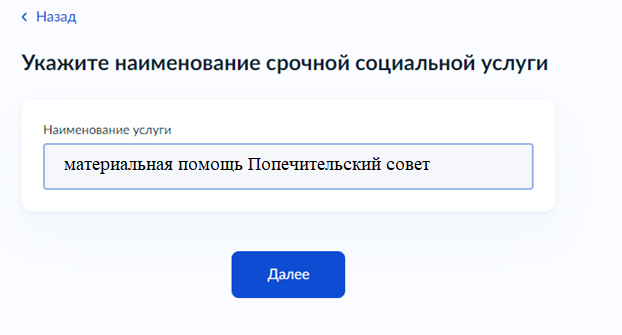 Назад
Укажите наименование срочной социальной услуги
Наименование услуги
материальная помощь Попечительский совет
Далее